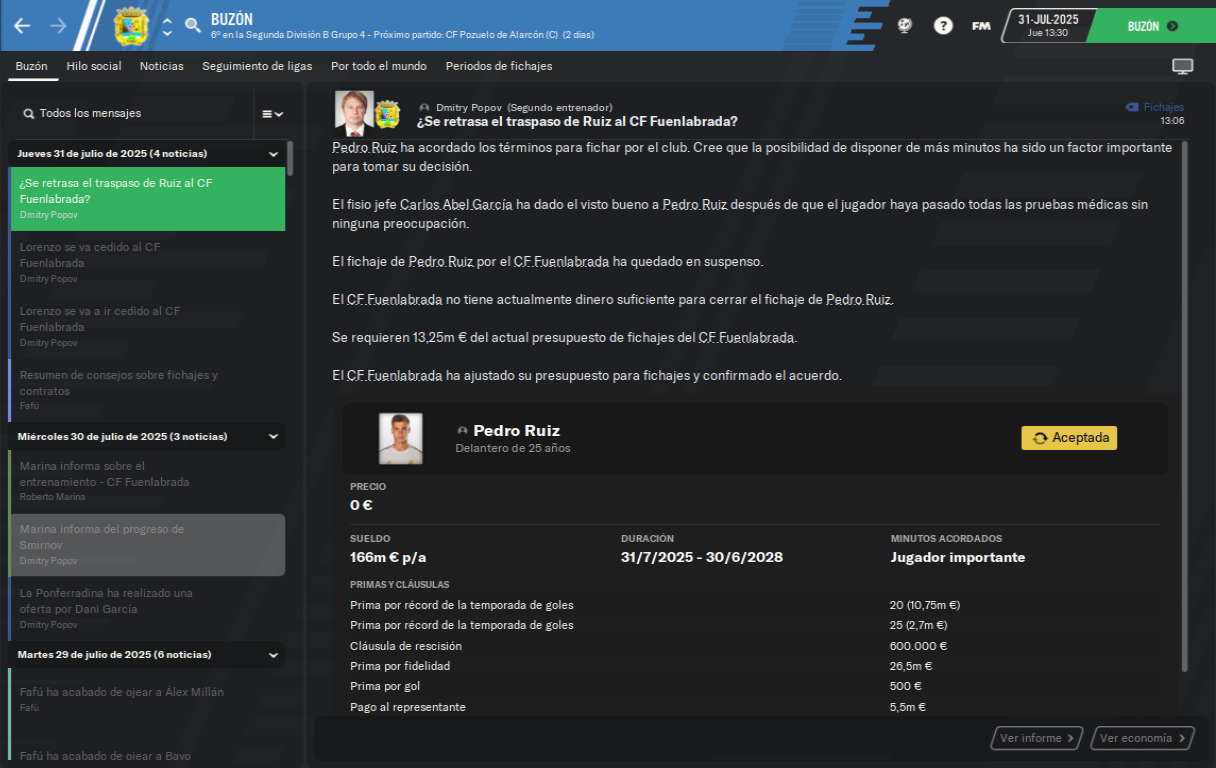 BUZÓN
6º en la Segunda División B Grupo 4 - Próximo partido: CF Pozuelo de Alarcón (C) (2 días)
?
FM
31-JUL-2025
Jue 13:30
BUZÓN
Buzón
Hilo social
Noticias
Seguimiento de ligas
Por todo el mundo
Periodos de fichajes
Todos los mensajes
Jueves 31 de julio de 2025 (4 noticias)
¿Se retrasa el traspaso de Ruiz al CF
Fuenlabrada?
Dmitry Popov
Lorenzo se va cedido al CF
Fuenlabrada
Dmitry Popov
Lorenzo se va a ir cedido al CF
Fuenlabrada
Dmitry Popov
Resumen de consejos sobre fichajes y
contratos
Fafú
Miércoles 30 de julio de 2025 (3 noticias)
Marina informa sobre el
entrenamiento - CF Fuenlabrada
Roberto Marina
Marina informa del progreso de
Smirnov
Dmitry Popov
La Ponferradina ha realizado una
oferta por Dani García
Dmitry Popov
Martes 29 de julio de 2025 (6 noticias)
Fafú ha acabado de ojear a Álex Millán
Fafú
Fafú ha acabado de ojear a Bavo
Dmitry Popov (Segundo entrenador)
¿Se retrasa el traspaso de Ruiz al CF Fuenlabrada?
Fichajes
13:06
Pedro Ruiz ha acordado los términos para fichar por el club. Cree que la posibilidad de disponer de más minutos ha sido un factor importante
para tomar su decisión.
El fisio jefe Carlos Abel García ha dado el visto bueno a Pedro Ruiz después de que el jugador haya pasado todas las pruebas médicas sin
ninguna preocupación.
El fichaje de Pedro Ruiz por el CF Fuenlabrada ha quedado en suspenso.
El CF Fuenlabrada no tiene actualmente dinero suficiente para cerrar el fichaje de Pedro Ruiz.
Se requieren 13,25m € del actual presupuesto de fichajes del CF Fuenlabrada.
El CF Fuenlabrada ha ajustado su presupuesto para fichajes y confirmado el acuerdo.
Pedro Ruiz
Delantero de 25 años
Aceptada
PRECIO
0 €
SUELDO
166m € p/a
DURACIÓN
31/7/2025 - 30/6/2028
MINUTOS ACORDADOS
Jugador importante
PRIMAS Y CLÁUSULAS
Prima por récord de la temporada de goles 20 (10,75m €)
Prima por récord de la temporada de goles 25 (2,7m €)
Cláusula de rescisión 600.000 €
Prima por fidelidad 26,5m €
Prima por gol 500 €
Pago al representante 5,5m €
Ver informe
Ver economía